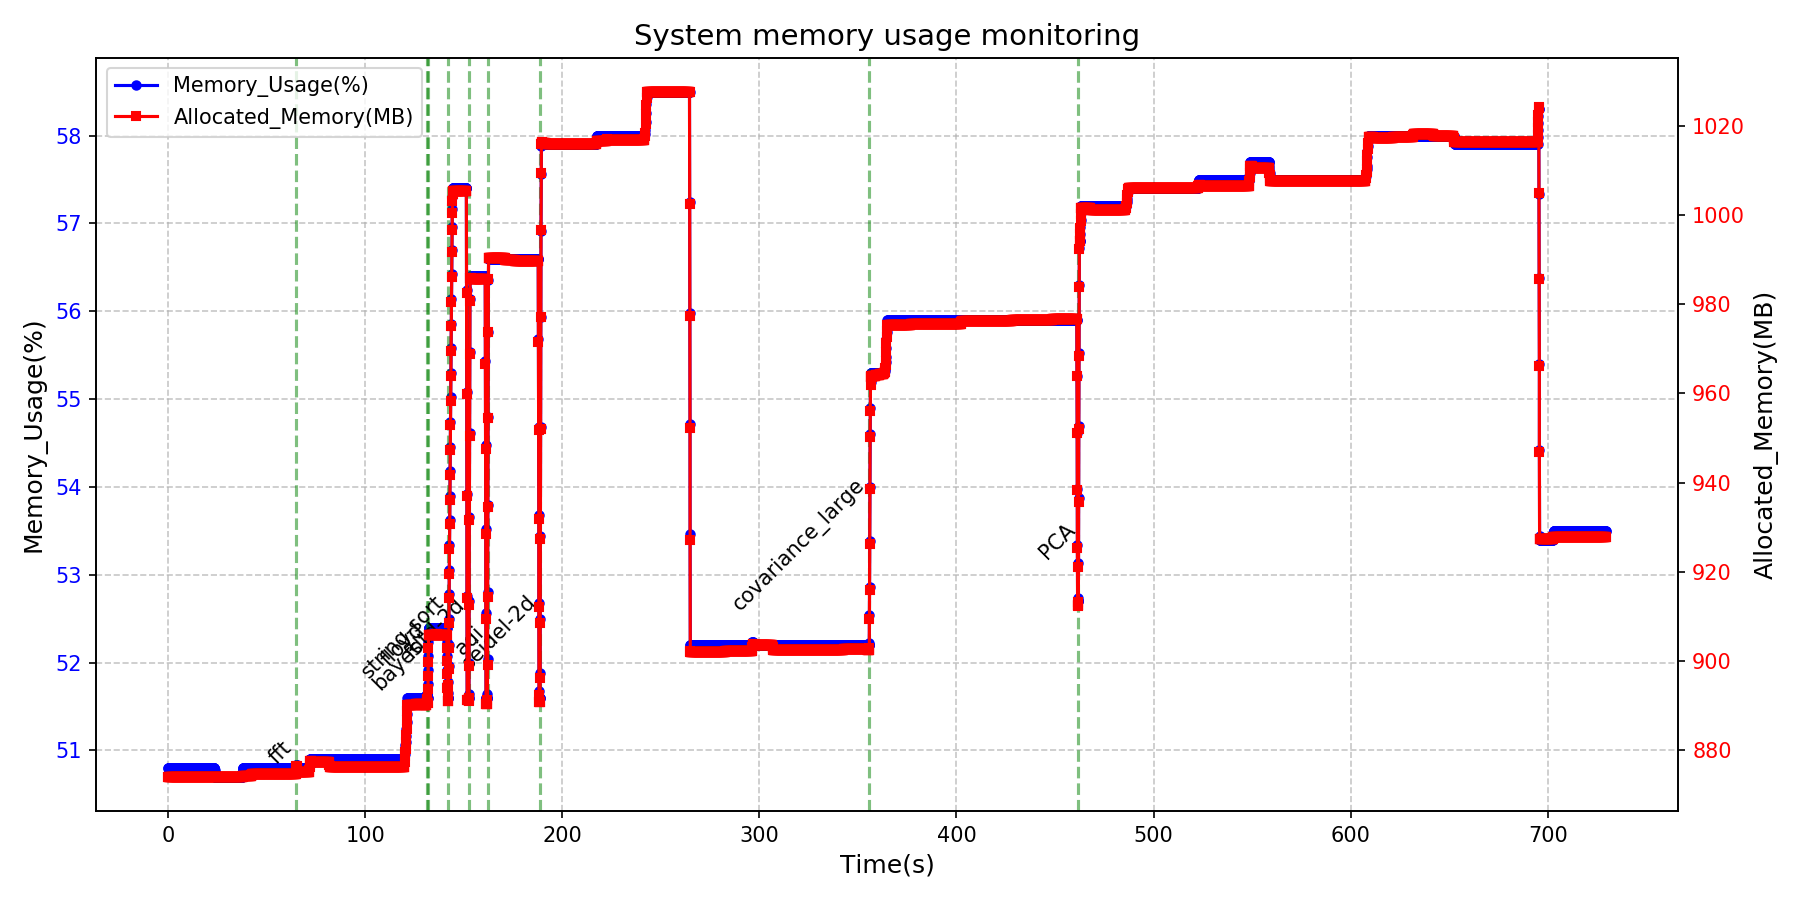 System memory usage monitoring
Memory_Usage(%)
Allocated_Memory(MB)
58
57
56
55
54
53
52
51
1020
1000
980
960
940
920
900
880
Memory_Usage(%)
Allocated_Memory(MB)
covariance_large
PCA
fft
adi
0
100
200
300
400
500
600
700
Time(s)